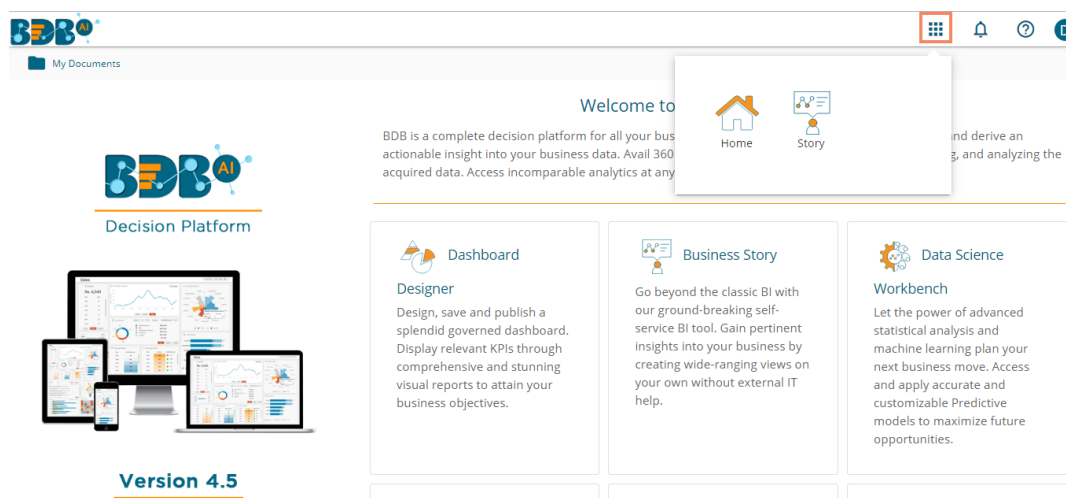 BDB AI
My Documents
Welcome to
BDB is a complete decision platform for all your bus
and derive an
actionable insight into your business data. Avail 360
g, and analyzing the
acquired data. Access incomparable analytics at any
Home
Story
BDB AI
Decision Platform
Version 4.5
Dashboard
Designer
Design, save and publish a
splendid governed dashboard.
Display relevant KPIs through
comprehensive and stunning
visual reports to attain your
business objectives.
Business Story
Go beyond the classic BI with
our ground-breaking self-
service BI tool. Gain pertinent
insights into your business by
creating wide-ranging views on
your own without external IT
help.
Data Science
Workbench
Let the power of advanced
statistical analysis and
machine learning plan your
next business move. Access
and apply accurate and
customizable Predictive
models to maximize future
opportunities.